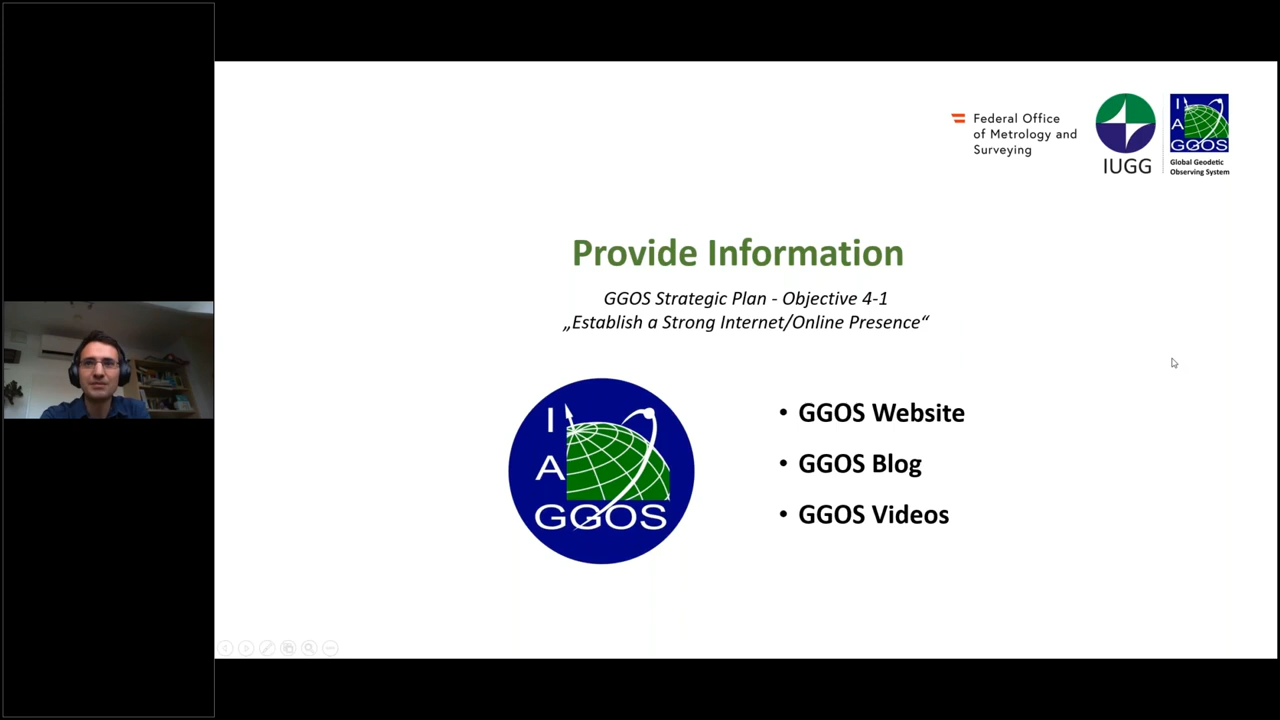 Federal Office
of Metrology and
Surveying
IUGG
I
A
GGOS
Global Geodetic
Observing System
Provide Information
GGOS Strategic Plan - Objective 4-1
„Establish a Strong Internet/Online Presence“
I
A
GGOS
• GGOS Website
• GGOS Blog
• GGOS Videos